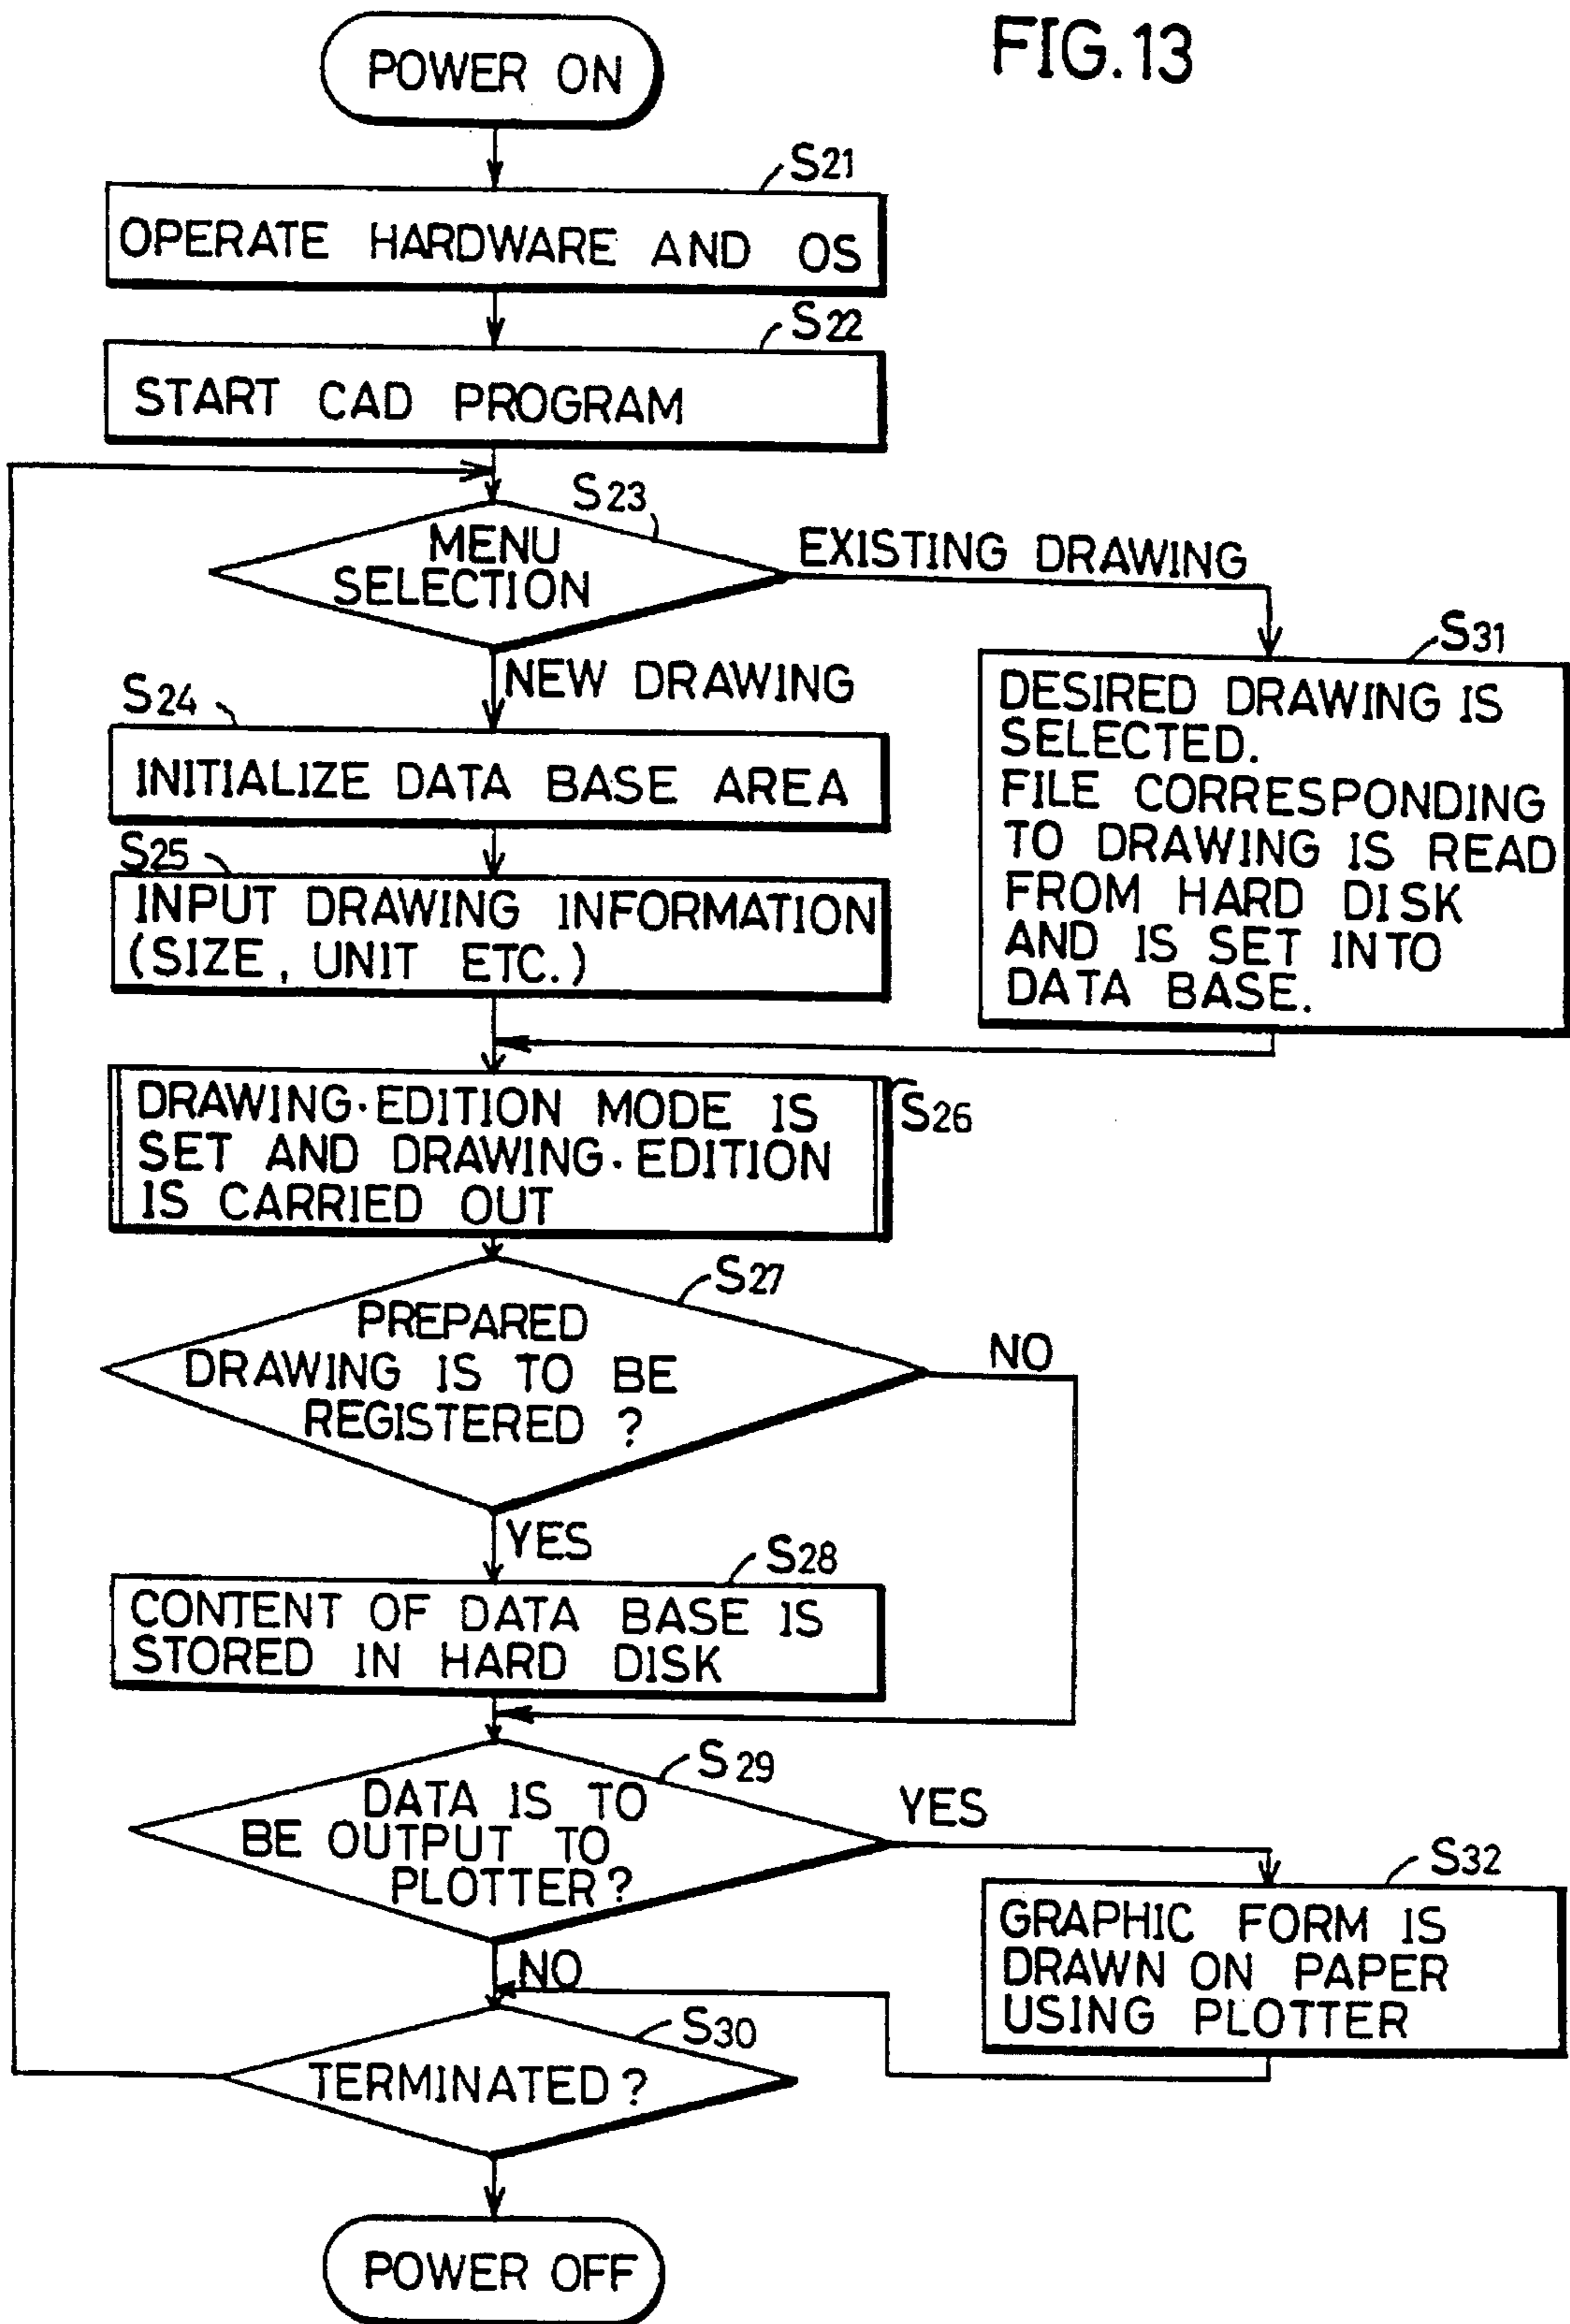 FIG.13
POWER ON
S21
OPERATE HARDWARE AND OS
S22
START CAD PROGRAM
S23
MENU
SELECTION
EXISTING DRAWING
NEW DRAWING
S31
DESIRED DRAWING IS
SELECTED.
FILE CORRESPONDING
TO DRAWING IS READ
FROM HARD DISK
AND IS SET INTO
DATA BASE.
S24
INITIALIZE DATA BASE AREA
S25
INPUT DRAWING INFORMATION
(SIZE, UNIT ETC.)
S26
DRAWING·EDITION MODE IS
SET AND DRAWING·EDITION
IS CARRIED OUT
S27
PREPARED
DRAWING IS TO BE
REGISTERED ?
NO
YES
S28
CONTENT OF DATA BASE IS
STORED IN HARD DISK
S29
DATA IS TO
BE OUTPUT TO
PLOTTER?
YES
S32
GRAPHIC FORM IS
DRAWN ON PAPER
USING PLOTTER
NO
S30
TERMINATED?
POWER OFF